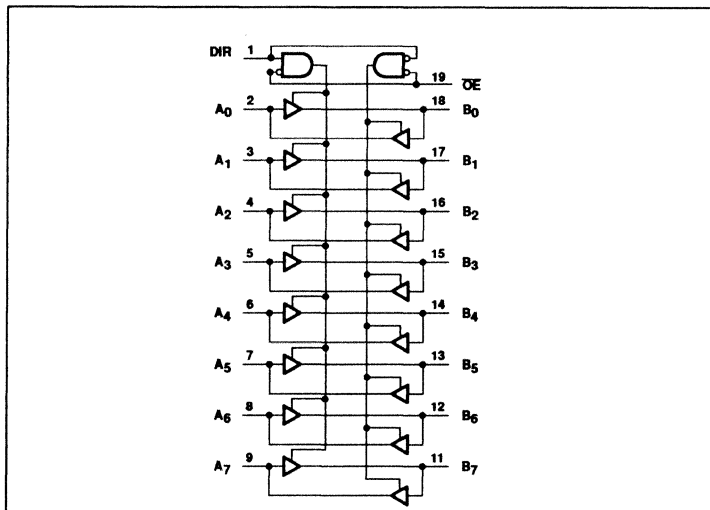 DIR 1
19 O̅E̅
A0 2 18 B0
A1 3 17 B1
A2 4 16 B2
A3 5 15 B3
A4 6 14 B4
A5 7 13 B5
A6 8 12 B6
A7 9 11 B7